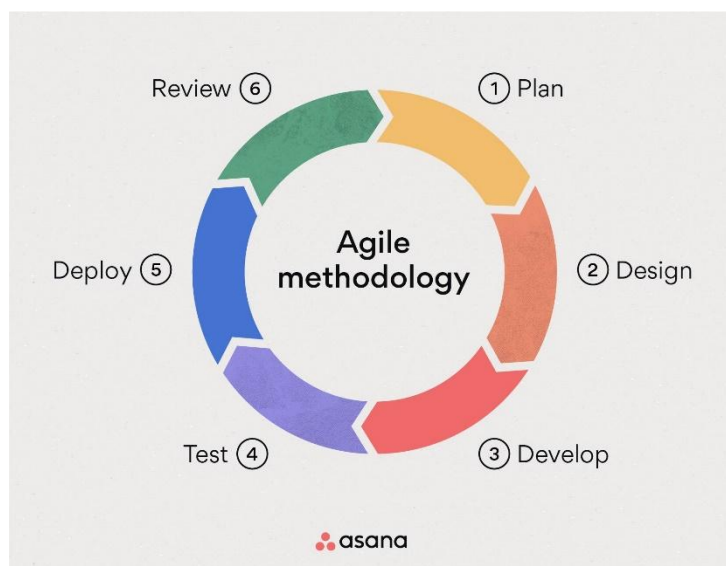 Agile
methodology
① Plan
② Design
③ Develop
Test ④
Deploy ⑤
Review ⑥
asana